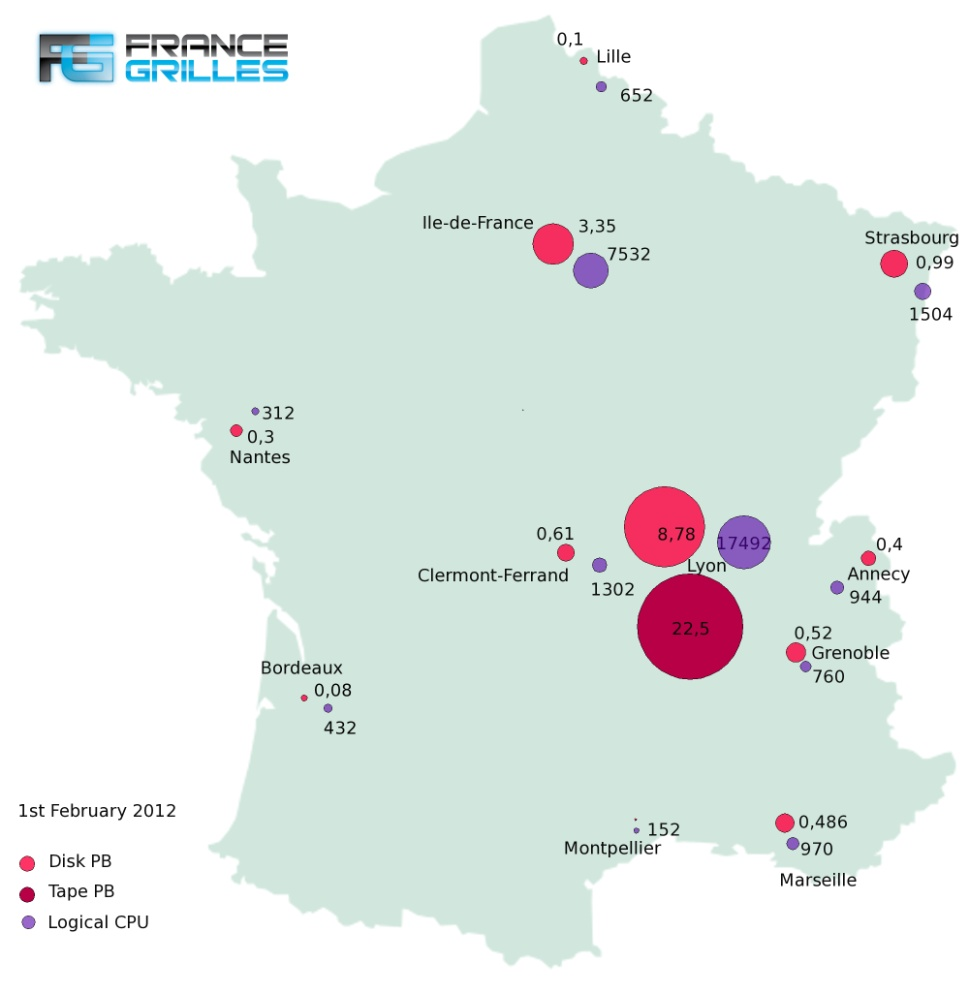 FRANCE
GRILLES
0,1
Lille
652
Ile-de-France
3,35
7532
Strasbourg
0,99
1504
312
0,3
Nantes
0,61
Clermont-Ferrand
1302
8,78
17492
Lyon
22,5
0,4
Annecy
944
0,52
Grenoble
760
Bordeaux
0,08
432
152
Montpellier
0,486
970
Marseille
1st February 2012
Disk PB
Tape PB
Logical CPU